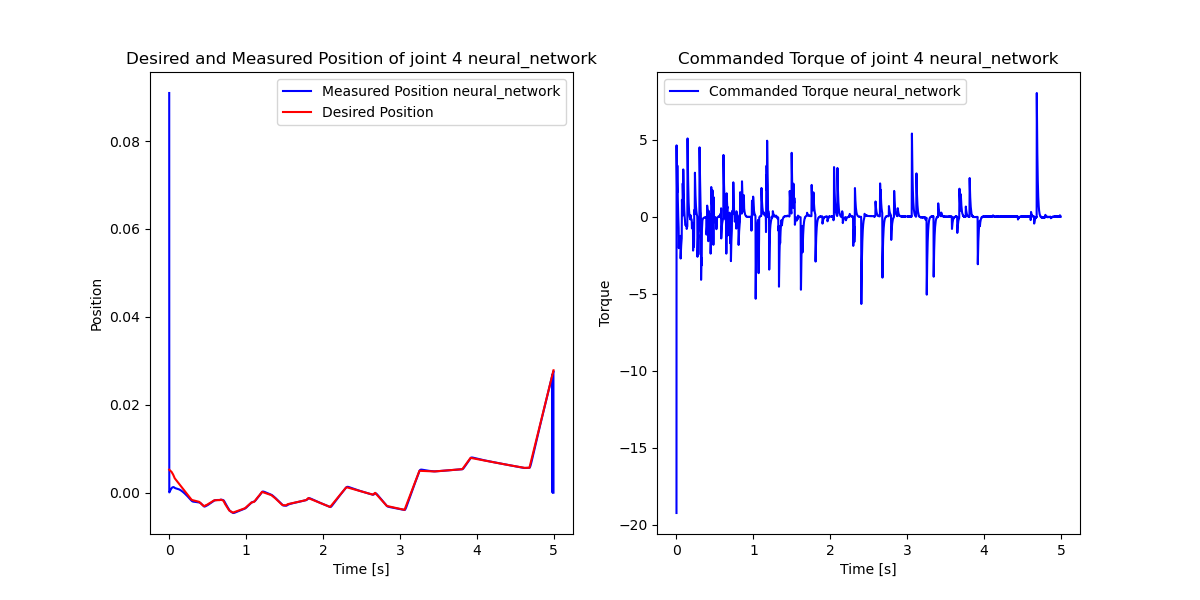 Desired and Measured Position of joint 4 neural_network
Measured Position neural_network
Desired Position
Position
0.08
0.06
0.04
0.02
0.00
0
1
2
3
4
5
Time [s]
Commanded Torque of joint 4 neural_network
Commanded Torque neural_network
Torque
5
0
−5
−10
−15
−20
0
1
2
3
4
5
Time [s]